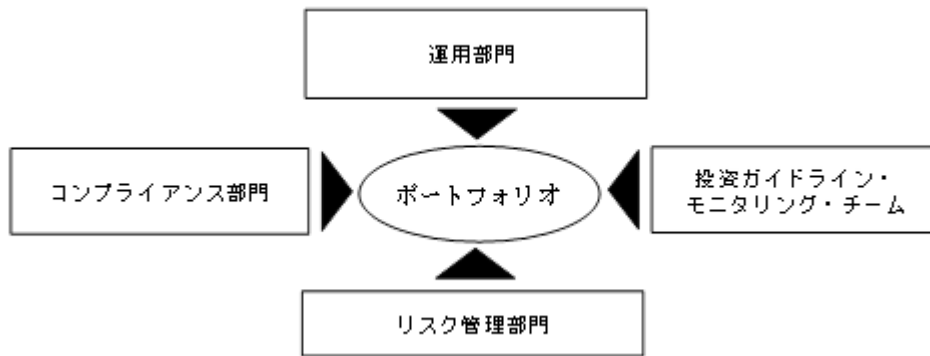 運用部門
コンプライアンス部門
ポートフォリオ
投資ガイドライン・
モニタリング・チーム
リスク管理部門